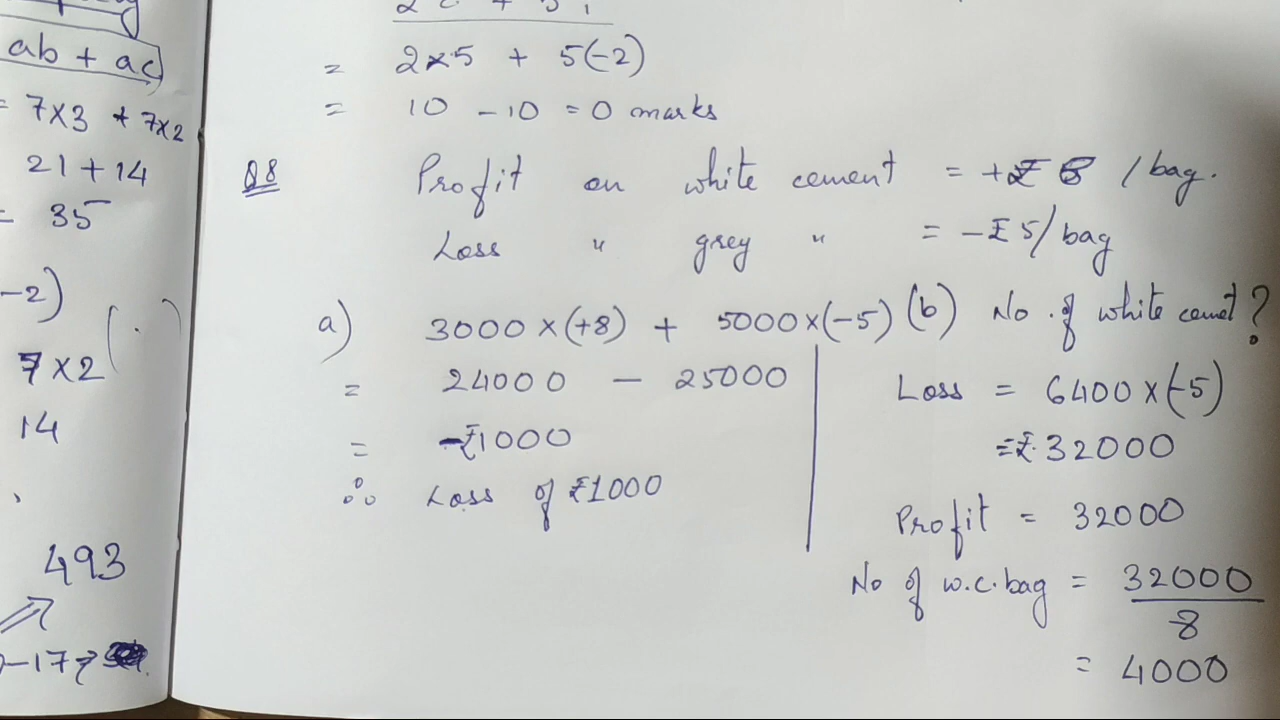 ab + ac
= 7×3 + 7×2
21 + 14
= 35
-2)
7×2
14
493
-17
= 2×5 + 5(-2)
= 10 - 10 = 0 marks
Q8 Profit on white cement = +₹ 8 /bag.
Loss " grey " = -₹5/bag
a) 3000×(+8) + 5000×(-5)
= 24000 - 25000
= -₹1000
∴ Loss of ₹1000
(b) No. of white cemet?
Loss = 6400×(-5)
= ₹.32000
Profit = 32000
No of w.c.bag = 32000
8
= 4000